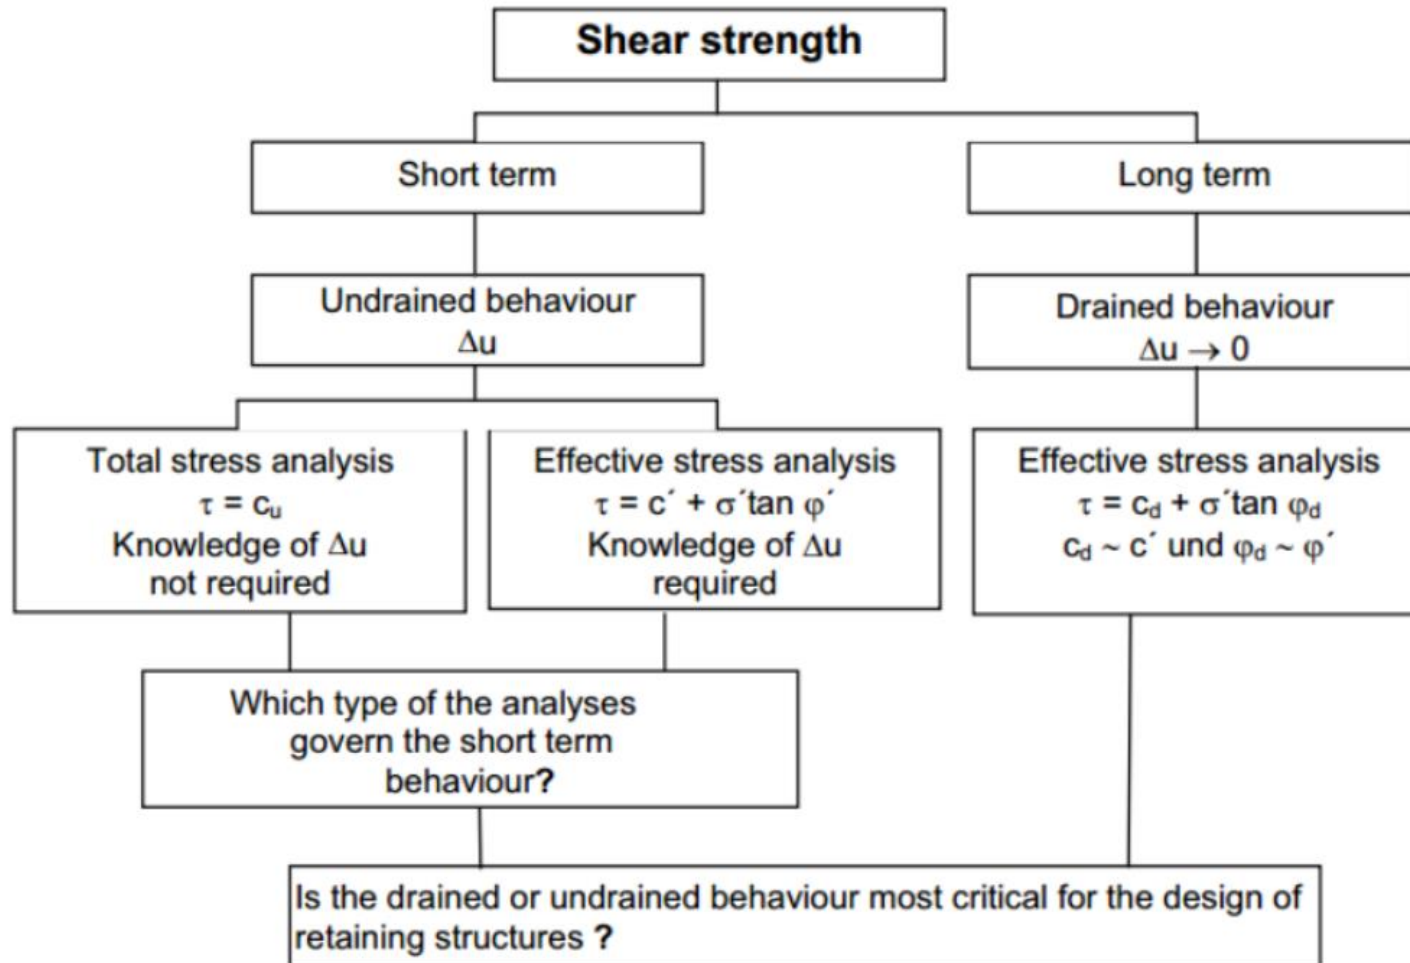 Shear strength
Short term
Long term
Undrained behaviour
Δu
Drained behaviour
Δu → 0
Total stress analysis
τ = cᵤ
Knowledge of Δu
not required
Effective stress analysis
τ = c´ + σ´tan φ´
Knowledge of Δu
required
Effective stress analysis
τ = c_d + σ´tan φ_d
c_d ~ c´ und φ_d ~ φ´
Which type of the analyses
govern the short term
behaviour?
Is the drained or undrained behaviour most critical for the design of
retaining structures ?